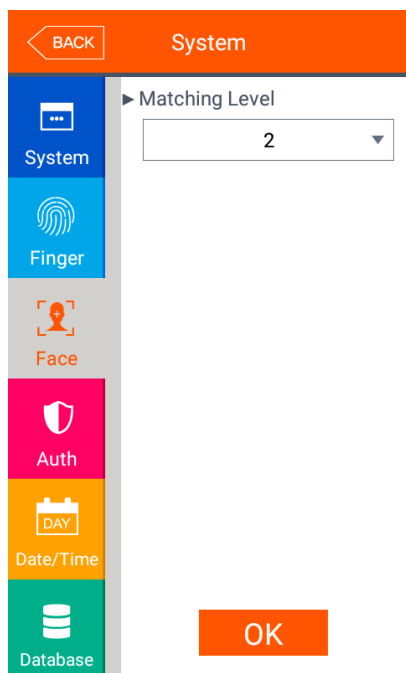 BACK
System
System
Finger
Face
Auth
DAY
Date/Time
Database
▶ Matching Level
2
OK